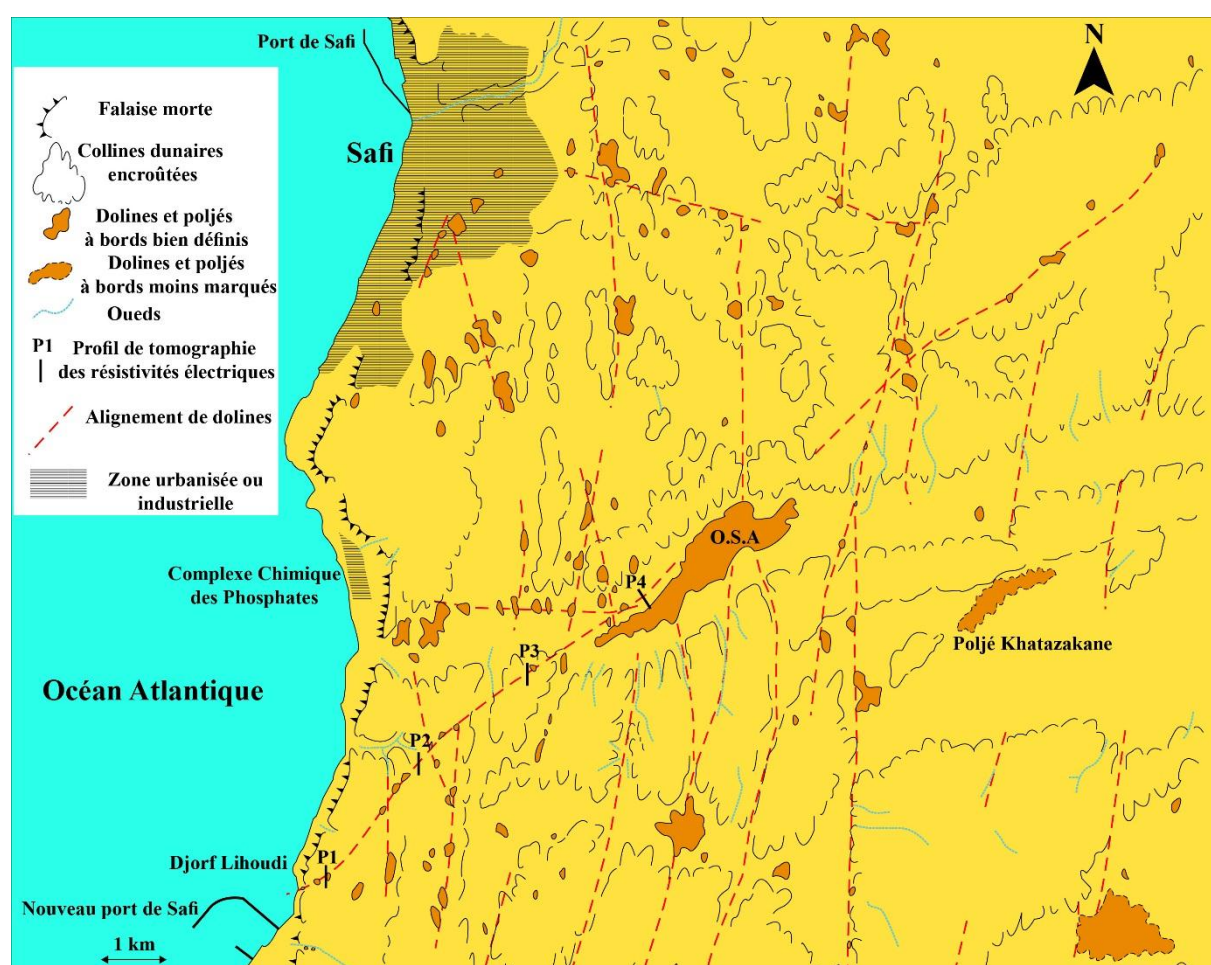 Port de Safi
N
Falaise morte
Collines dunaires
encroûtées
Safi
Dolines et poljés
à bords bien définis
Dolines et poljés
à bords moins marqués
Oueds
P1
Profil de tomographie
des résistivités électriques
Alignement de dolines
Zone urbanisée ou
industrielle
O.S.A
Complexe Chimique
des Phosphates
P4
P3
Poljé Khatazakane
Océan Atlantique
P2
Djorf Lihoudi
P1
Nouveau port de Safi
1 km